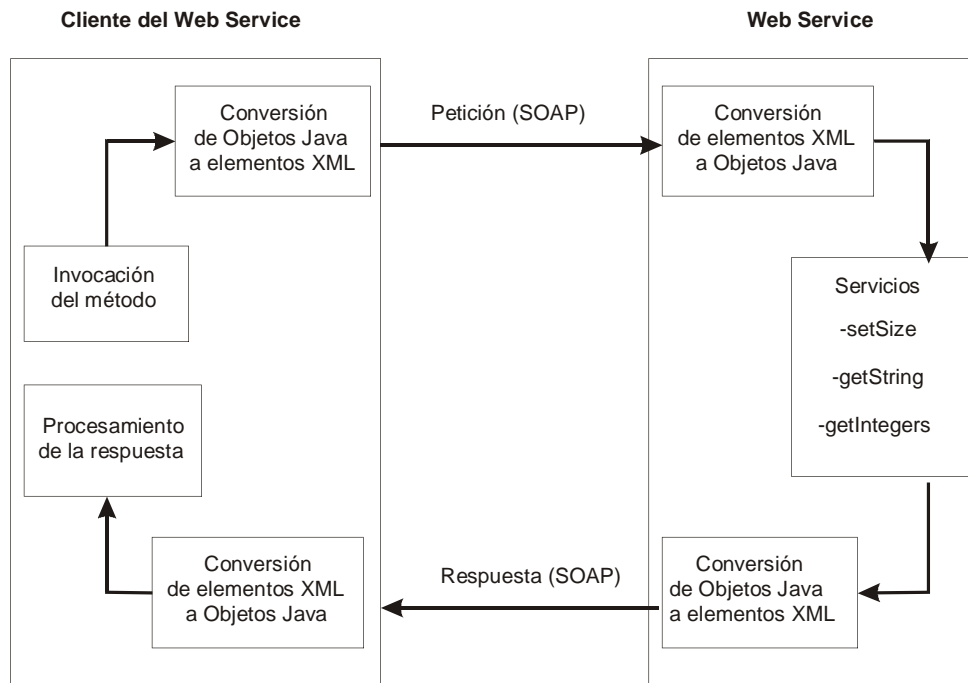 Cliente del Web Service
Web Service
Conversión
de Objetos Java
a elementos XML
Petición (SOAP)
Conversión
de elementos XML
a Objetos Java
Invocación
del método
Servicios
-setSize
-getString
-getIntegers
Procesamiento
de la respuesta
Conversión
de elementos XML
a Objetos Java
Respuesta (SOAP)
Conversión
de Objetos Java
a elementos XML